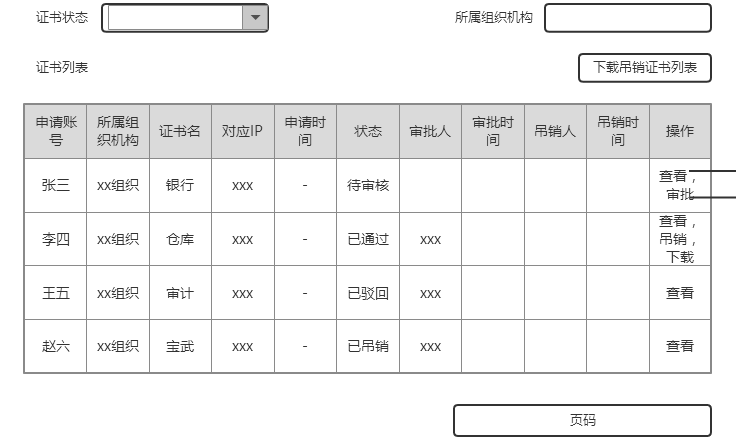 证书状态 所属组织机构
证书列表 下载吊销证书列表
申请账号 所属组织机构 证书名 对应IP 申请时间 状态 审批人 审批时间 吊销人 吊销时间 操作
张三 xx组织 银行 xxx - 待审核 查看，审批
李四 xx组织 仓库 xxx - 已通过 xxx 查看，吊销，下载
王五 xx组织 审计 xxx - 已驳回 xxx 查看
赵六 xx组织 宝武 xxx - 已吊销 xxx 查看
页码